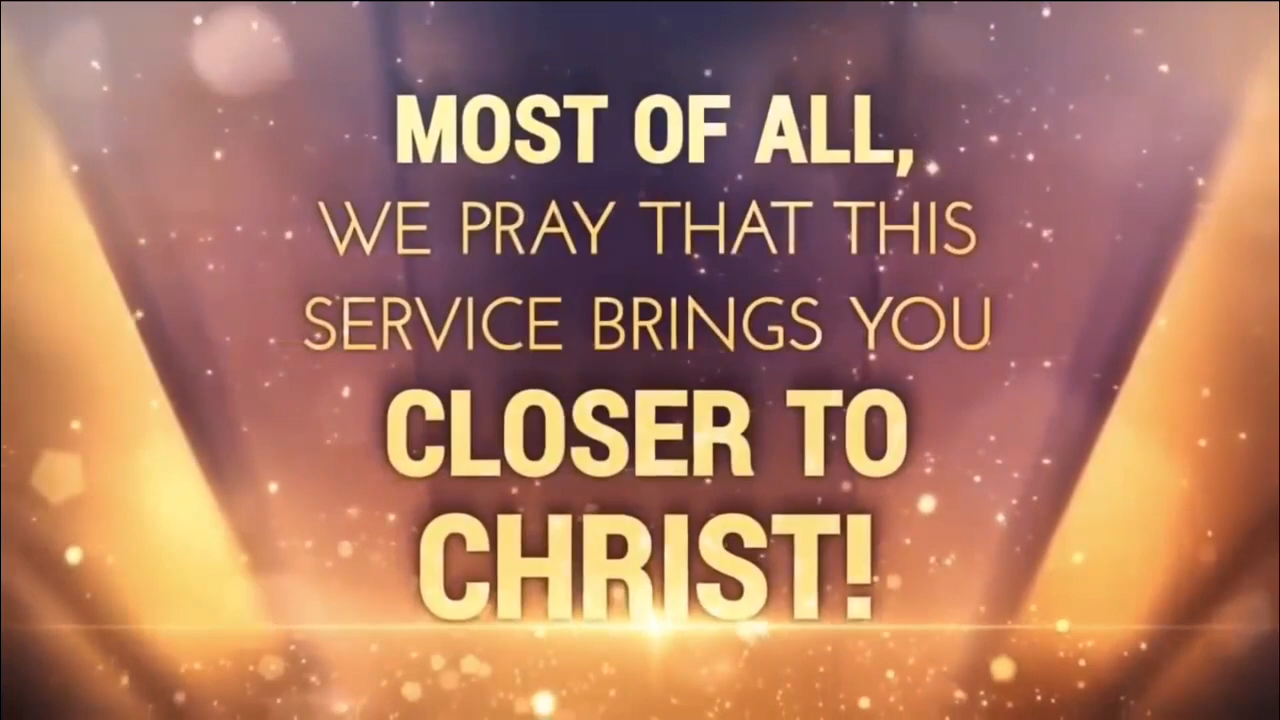 MOST OF ALL,
WE PRAY THAT THIS
SERVICE BRINGS YOU
CLOSER TO
CHRIST!